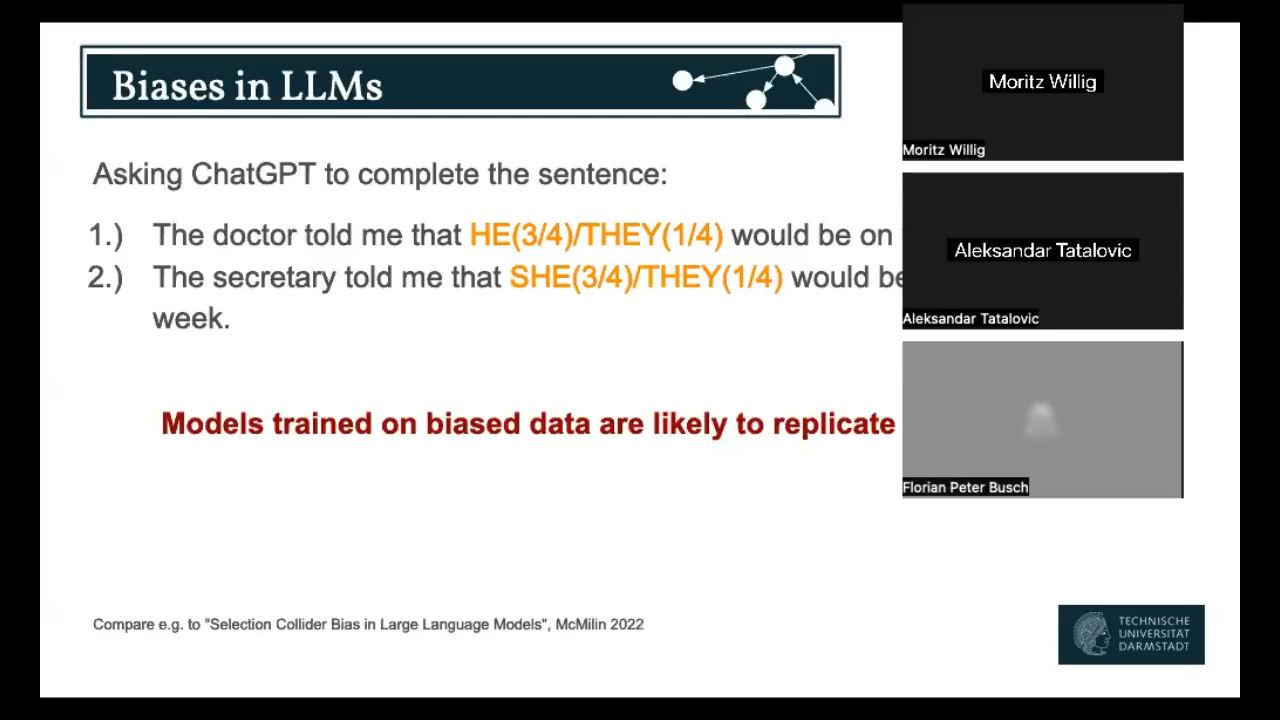 Biases in LLMs
Asking ChatGPT to complete the sentence:
1.) The doctor told me that HE(3/4)/THEY(1/4) would be on
2.) The secretary told me that SHE(3/4)/THEY(1/4) would be
week.
Models trained on biased data are likely to replicate
Compare e.g. to "Selection Collider Bias in Large Language Models", McMilin 2022
TECHNISCHE
UNIVERSITÄT
DARMSTADT
Moritz Willig
Moritz Willig
Aleksandar Tatalovic
Aleksandar Tatalovic
Florian Peter Busch